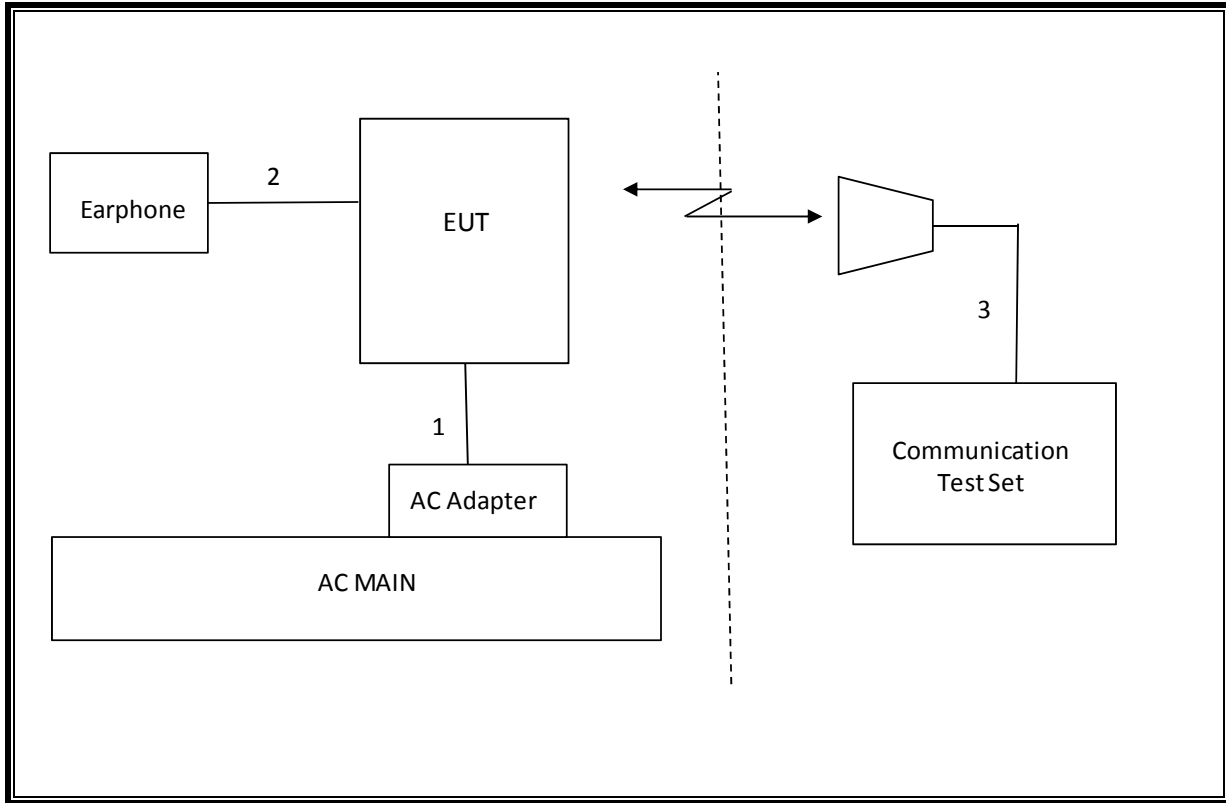 2
Earphone
EUT
3
1
Communication
Test Set
AC Adapter
AC MAIN